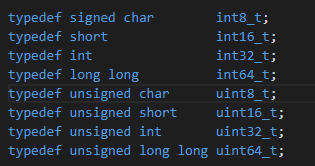 typedef signed char        int8_t;
typedef short              int16_t;
typedef int                int32_t;
typedef long long          int64_t;
typedef unsigned char      uint8_t;
typedef unsigned short     uint16_t;
typedef unsigned int       uint32_t;
typedef unsigned long long uint64_t;